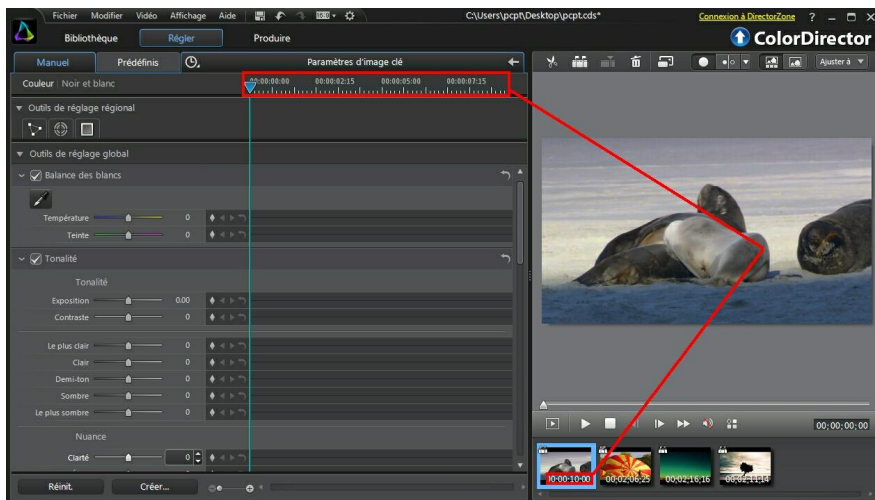 Fichier Modifier Vidéo Affichage Aide C:\Users\pcpt\Desktop\pcpt.cds* Connexion à DirectorZone ?
Bibliothèque Régler Produire ColorDirector
Manuel Prédéfinis Paramètres d'image clé Ajuster à
Couleur Noir et blanc 00:00:00:00 00:00:02:15 00:00:05:00 00:00:07:15
Outils de réglage régional
Outils de réglage global
Balance des blancs
Température 0
Teinte 0
Tonalité
Tonalité
Exposition 0.00
Contraste 0
Le plus clair 0
Clair 0
Demi-ton 0
Sombre 0
Le plus sombre 0
Nuance
Clarté 0
00;00;00;00
00:00:10:00 00;02;06;25 00;02;16;16 00;02;11;14
Réinit. Créer...